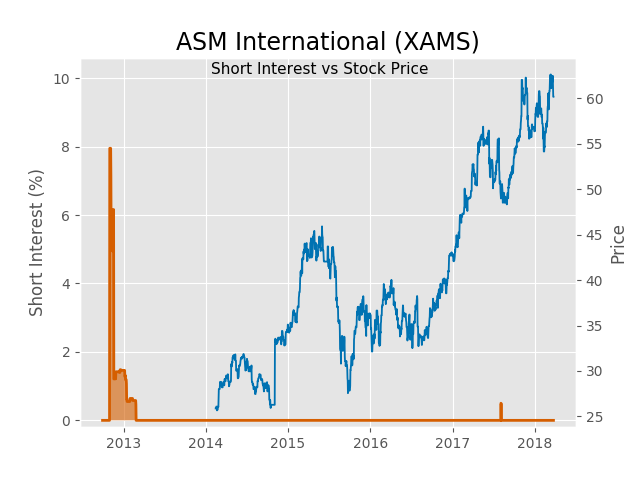 ASM International (XAMS)
Short Interest vs Stock Price
Short Interest (%)
10
8
6
4
2
0
60
55
50
45
40
35
30
25
Price
2013 2014 2015 2016 2017 2018